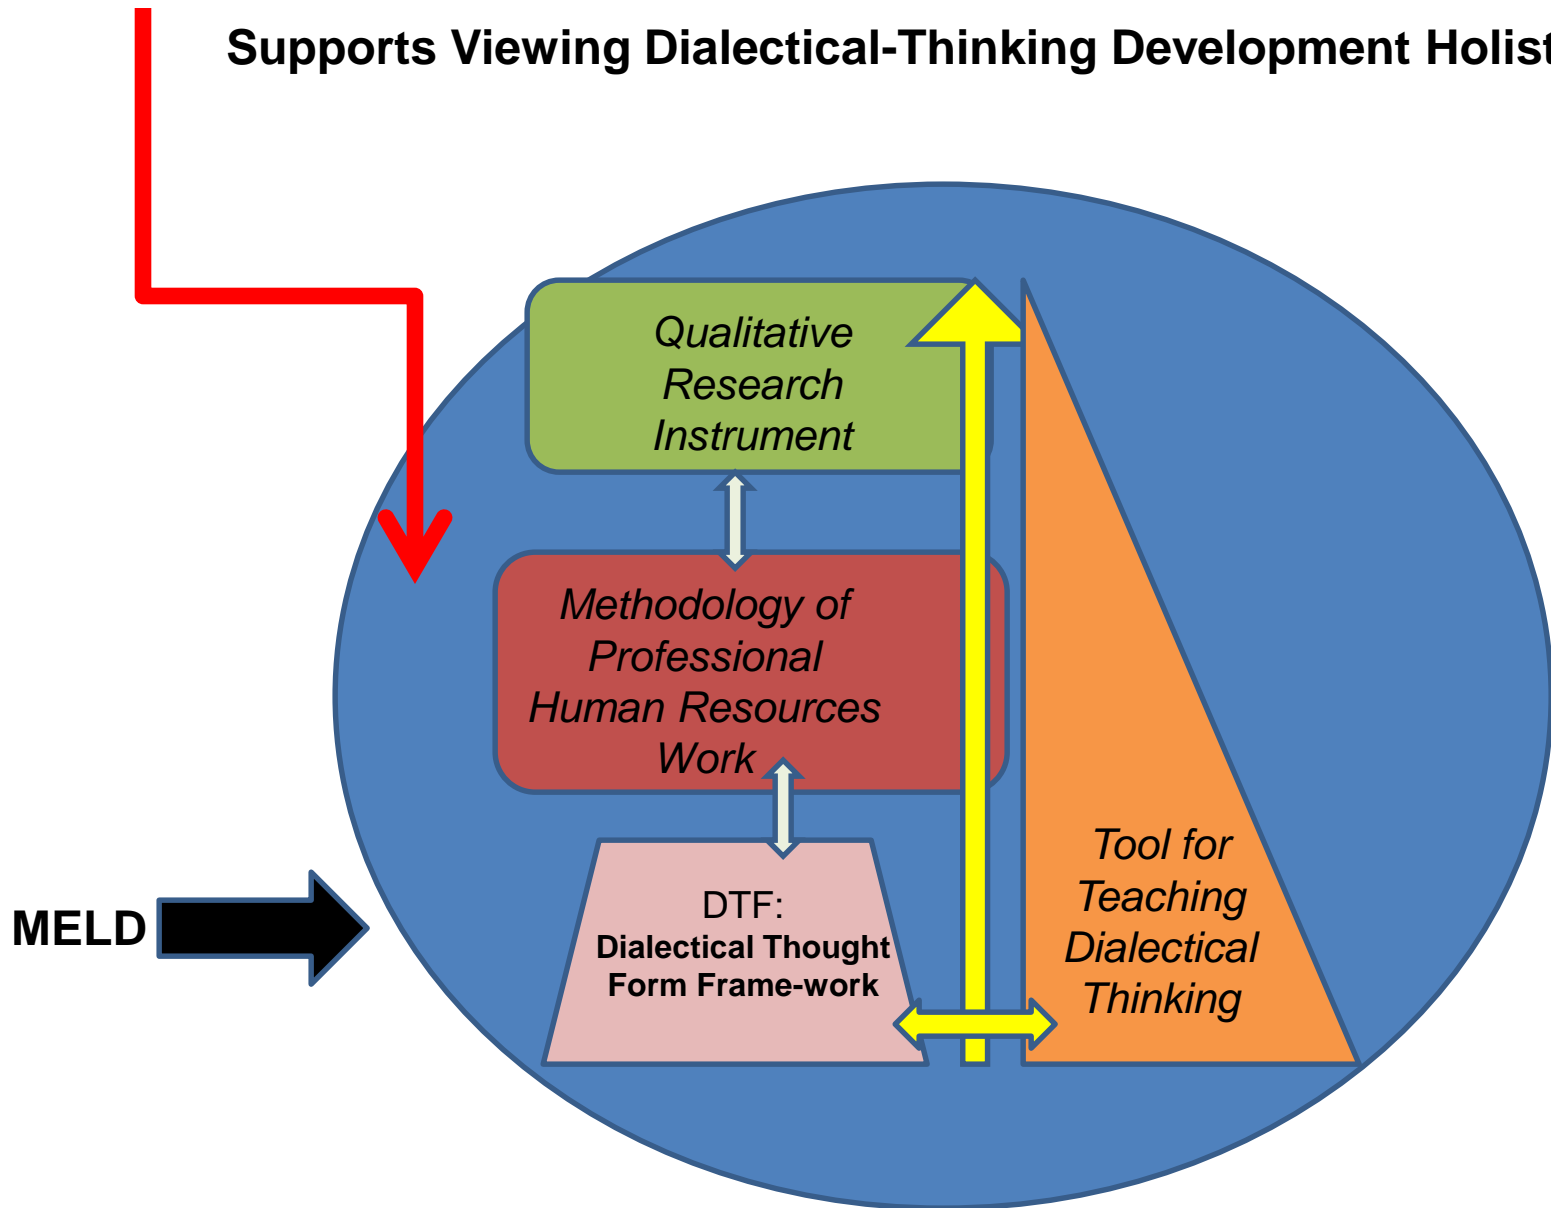 Supports Viewing Dialectical-Thinking Development Holist
Qualitative
Research
Instrument
Methodology of
Professional
Human Resources
Work
DTF:
Dialectical Thought
Form Frame-work
MELD
Tool for
Teaching
Dialectical
Thinking